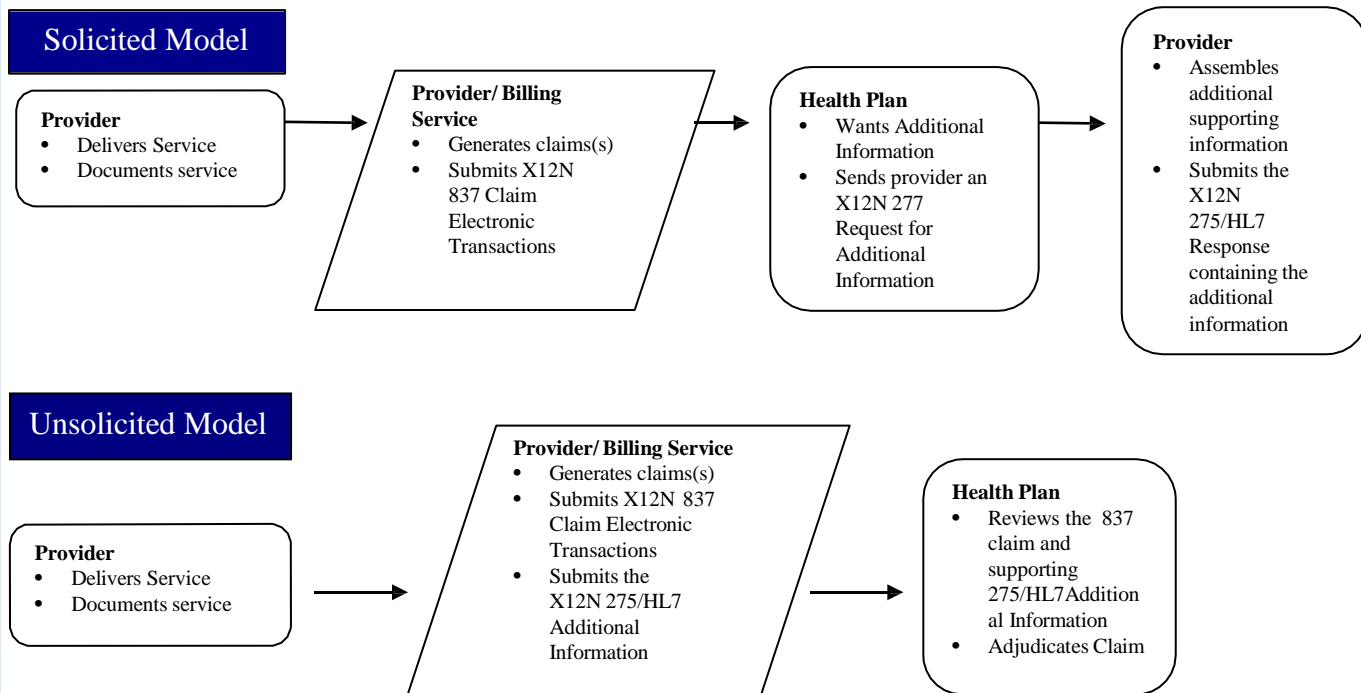 Solicited Model
Provider
• Delivers Service
• Documents service
Provider/ Billing
Service
• Generates claims(s)
• Submits X12N
837 Claim
Electronic
Transactions
Health Plan
• Wants Additional
Information
• Sends provider an
X12N 277
Request for
Additional
Information
Provider
• Assembles
additional
supporting
information
• Submits the
X12N
275/HL7
Response
containing the
additional
information
Unsolicited Model
Provider
• Delivers Service
• Documents service
Provider/ Billing Service
• Generates claims(s)
• Submits X12N 837
Claim Electronic
Transactions
• Submits the
X12N 275/HL7
Additional
Information
Health Plan
• Reviews the 837
claim and
supporting
275/HL7Addition
al Information
• Adjudicates Claim